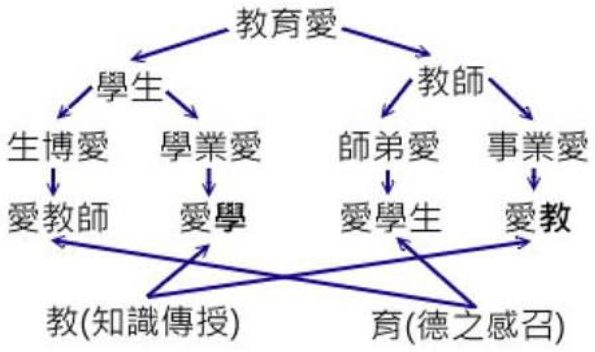 教育愛
學生 教師
生博愛 學業愛 師弟愛 事業愛
愛教師 愛學 愛學生 愛教
教(知識傳授) 育(德之感召)